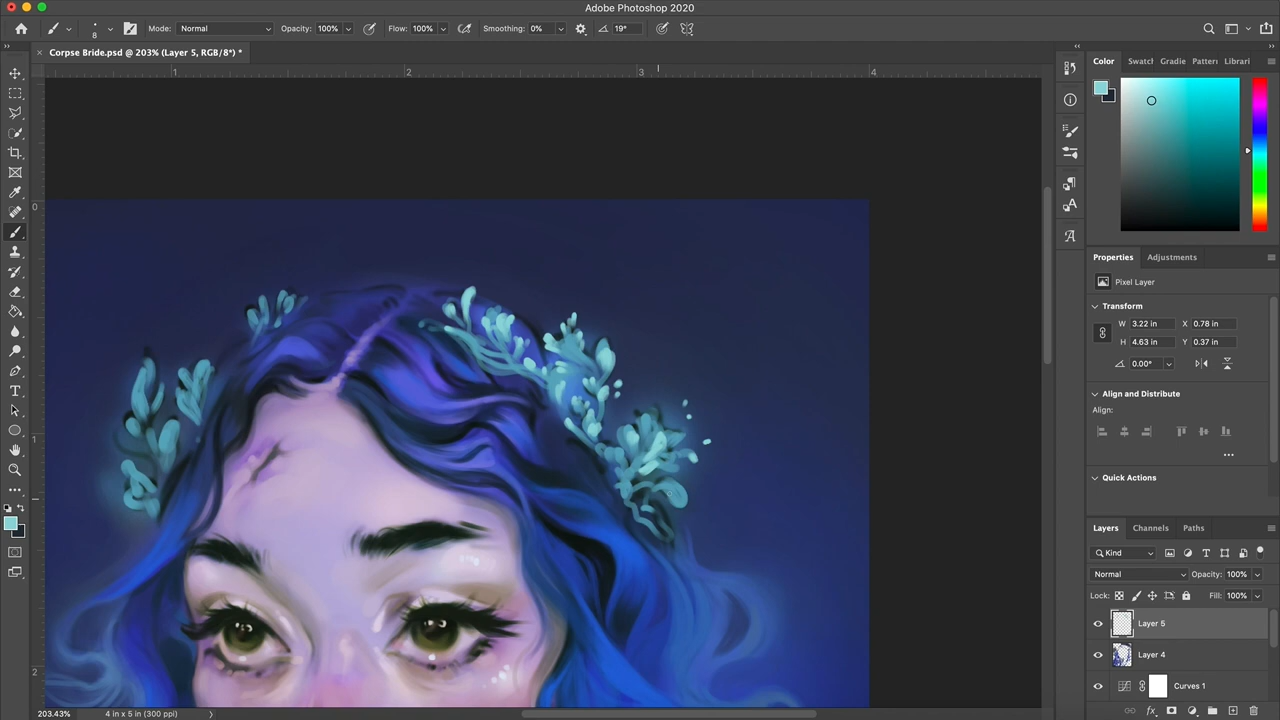 Adobe Photoshop 2020
8 Mode: Normal Opacity: 100% Flow: 100% Smoothing: 0% 19°
Corpse Bride.psd @ 203% (Layer 5, RGB/8*) *
1 2 3 4
0
1
2
Color Swatch Gradie Pattern Librari
Properties Adjustments
Pixel Layer
Transform
W 3.22 in X 0.78 in
H 4.63 in Y 0.37 in
0.00°
Align and Distribute
Align:
Quick Actions
Layers Channels Paths
Kind
Normal Opacity: 100%
Lock: Fill: 100%
Layer 5
Layer 4
Curves 1
fx
203.43% 4 in x 5 in (300 ppi)